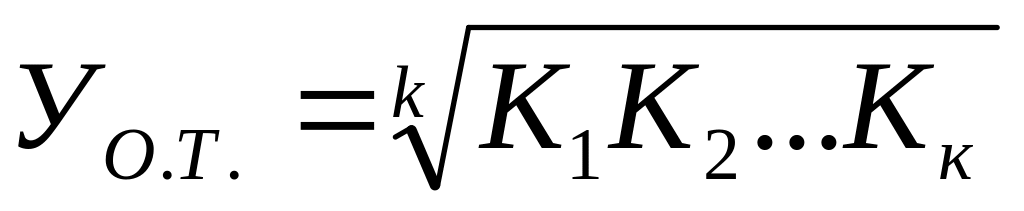 У_{О.Т.} = \sqrt[k]{K_1 K_2 ... K_к}